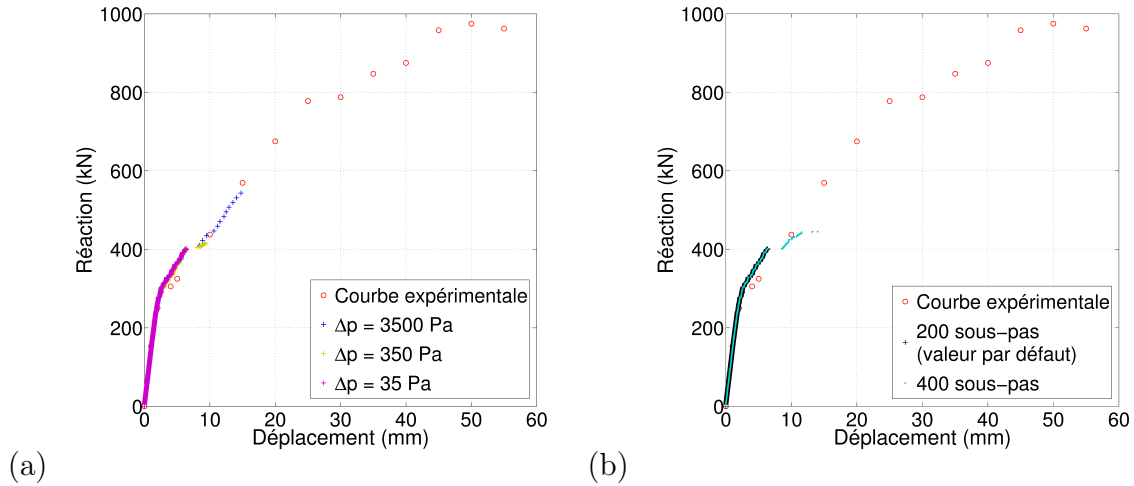 1000
800
600
400
200
0
0
10
20
30
40
50
60
Réaction (kN)
Déplacement (mm)
Courbe expérimentale
Δp = 3500 Pa
Δp = 350 Pa
Δp = 35 Pa
(a)
1000
800
600
400
200
0
0
10
20
30
40
50
60
Réaction (kN)
Déplacement (mm)
Courbe expérimentale
200 sous−pas
(valeur par défaut)
400 sous−pas
(b)